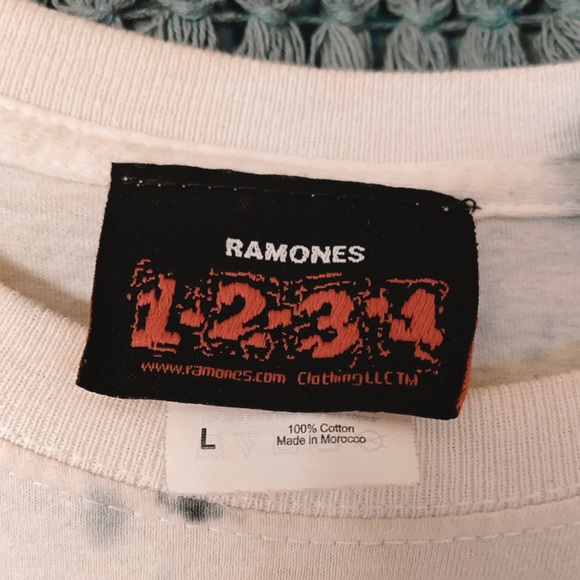 RAMONES
1-2-3-4
www.ramones.com Clothing LLC TM
L
100% Cotton
Made in Morocco